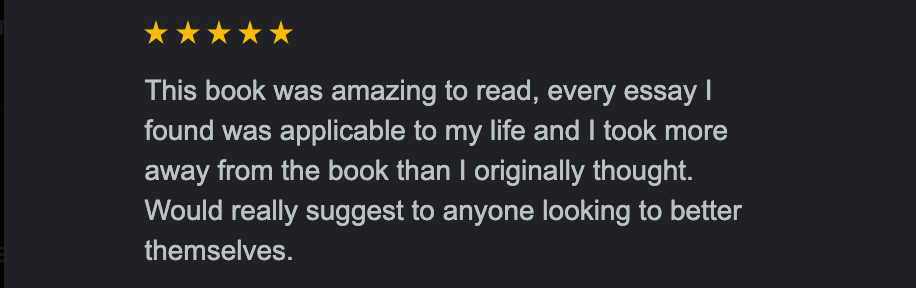 This book was amazing to read, every essay I
found was applicable to my life and I took more
away from the book than I originally thought.
Would really suggest to anyone looking to better
themselves.